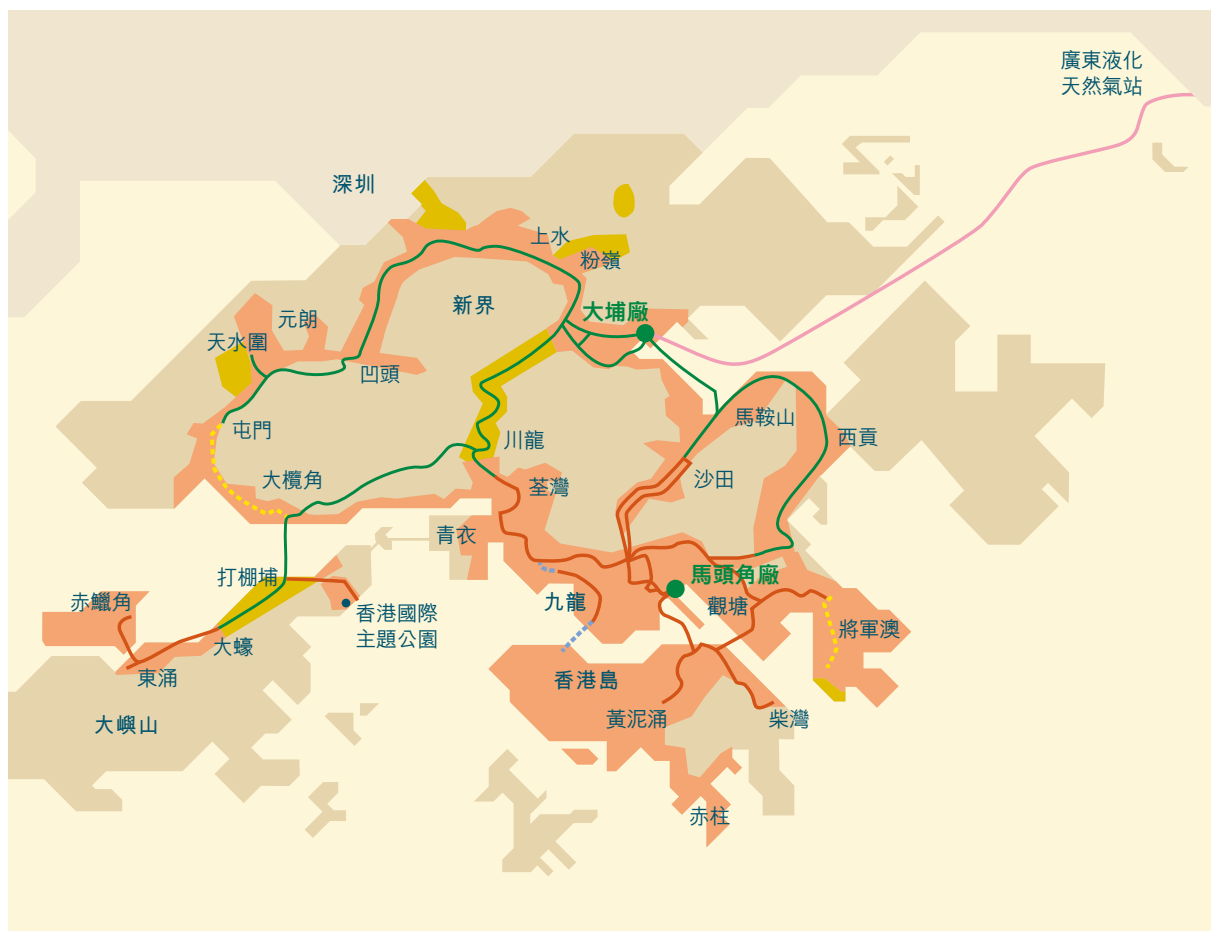 廣東液化
天然氣站
深圳
上水
粉嶺
新界
大埔廠
元朗
天水圍
凹頭
馬鞍山
屯門
川龍
西貢
大欖角
荃灣
沙田
青衣
打棚埔
馬頭角廠
赤鱲角
九龍
觀塘
香港國際
主題公園
將軍澳
大蠔
東涌
香港島
大嶼山
黃泥涌
柴灣
赤柱